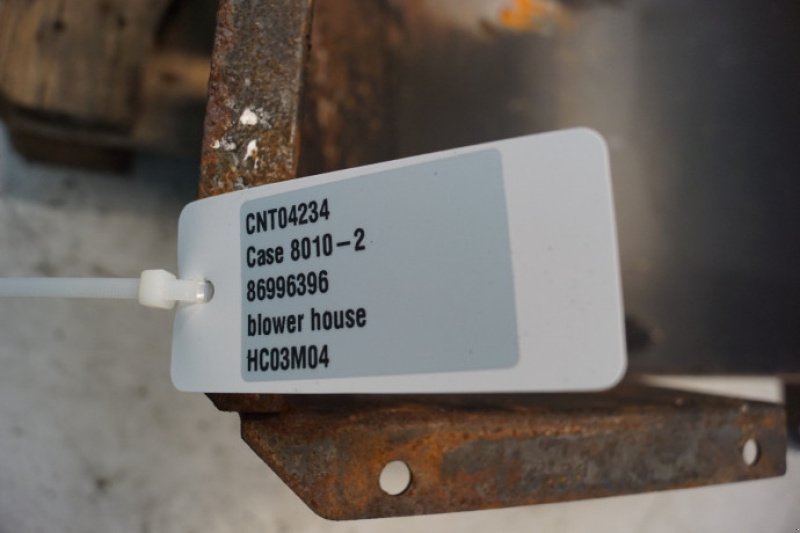 CNT04234
Case 8010-2
86996396
blower house
HC03M04